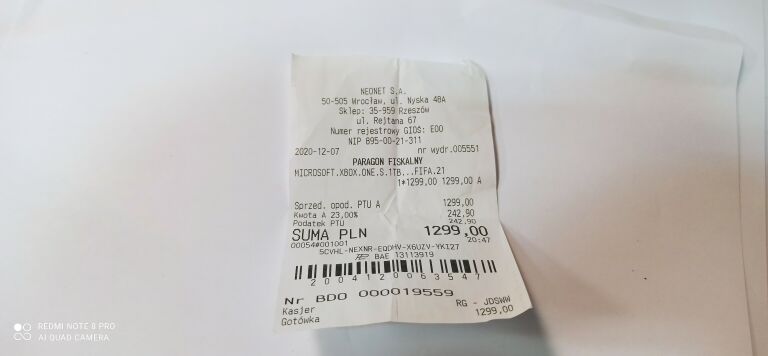 NEONET S.A.
50-505 Wrocław, ul. Nyska 48A
Sklep: 35-959 Rzeszów
ul. Rejtana 67
Numer rejestrowy GIOŚ: E00
NIP 895-00-21-311
2020-12-07 nr wydr.005551
PARAGON FISKALNY
MICROSOFT.XBOX.ONE.S.1TB...FIFA.21
1*1299,00 1299,00 A
Sprzed. opod. PTU A 1299,00
Kwota A 23,00% 242,90
Podatek PTU 242,90
SUMA PLN 1299,00
00054#001001 20:47
5CVHL-NEXNR-EQDHV-X6UZV-YKI27
BAE 13113919
2004120063547
Nr BDO 000019559
Kasjer RG - JDSWW
Gotówka 1299,00
REDMI NOTE 8 PRO
AI QUAD CAMERA